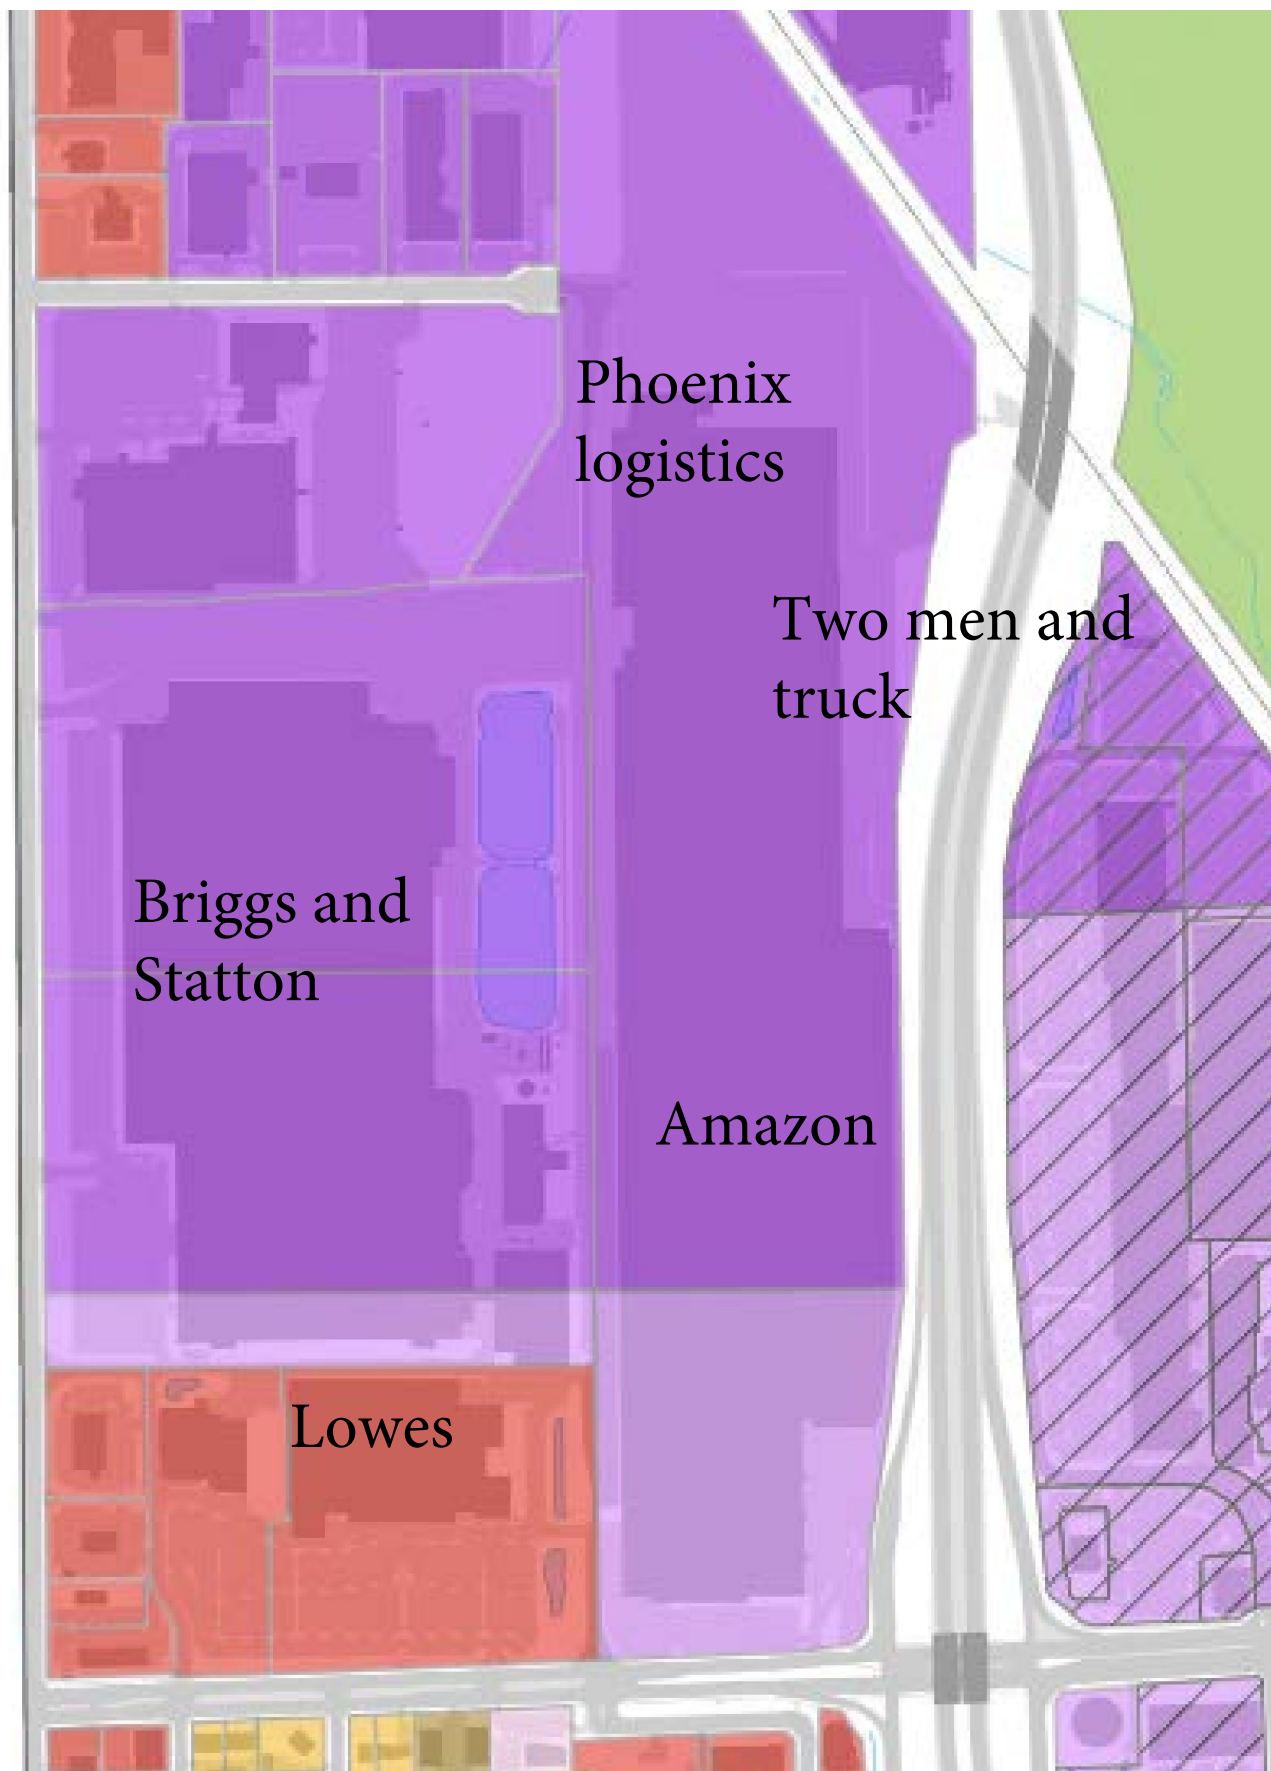 Phoenix
logistics
Two men and
truck
Briggs and
Statton
Amazon
Lowes